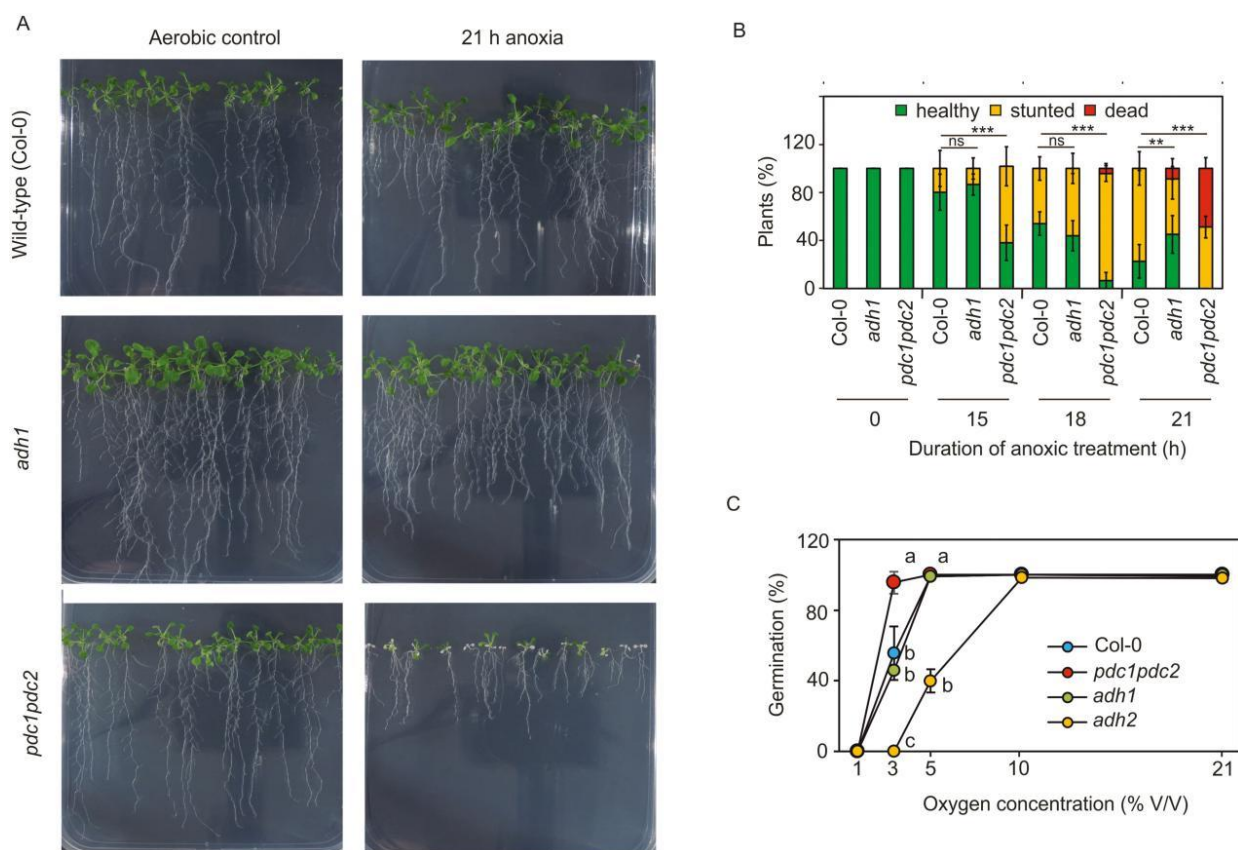 A
Aerobic control
21 h anoxia
Wild-type (Col-0)
adh1
pdc1pdc2
B
healthy stunted dead
*** *** ***
ns ns **
Plants (%)
120
80
40
0
Col-0 adh1 pdc1pdc2 Col-0 adh1 pdc1pdc2 Col-0 adh1 pdc1pdc2 Col-0 adh1 pdc1pdc2
0 15 18 21
Duration of anoxic treatment (h)
C
Germination (%)
120
80
40
0
a a
b
b
b
c
Col-0
pdc1pdc2
adh1
adh2
1 3 5 10 21
Oxygen concentration (% V/V)